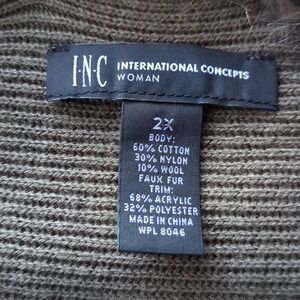 I·N·C INTERNATIONAL CONCEPTS
WOMAN
2X
BODY:
60% COTTON
30% NYLON
10% WOOL
FAUX FUR
TRIM:
68% ACRYLIC
32% POLYESTER
MADE IN CHINA
WPL 8046